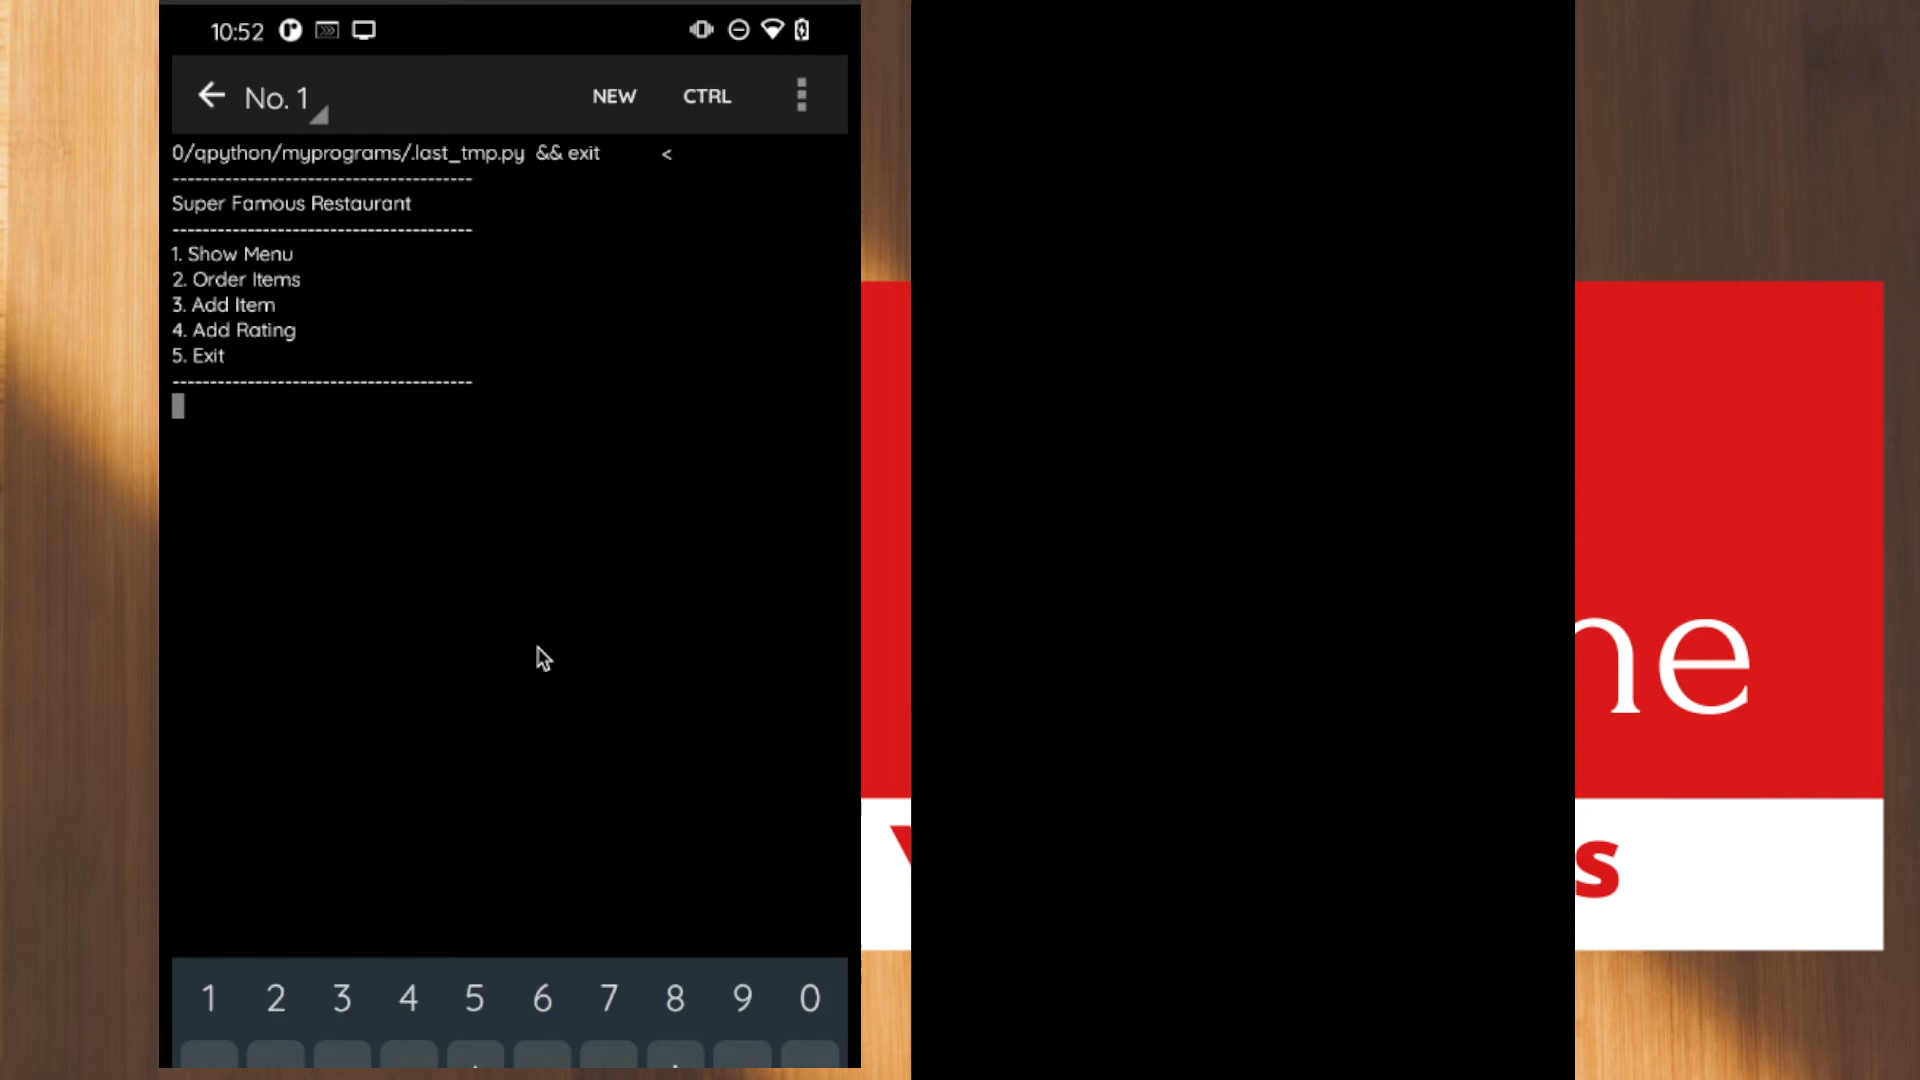 10:52
No. 1
NEW
CTRL
0/qpython/myprograms/.last_tmp.py && exit <
----------------------------------------
Super Famous Restaurant
----------------------------------------
1. Show Menu
2. Order Items
3. Add Item
4. Add Rating
5. Exit
----------------------------------------
1 2 3 4 5 6 7 8 9 0
ne
s